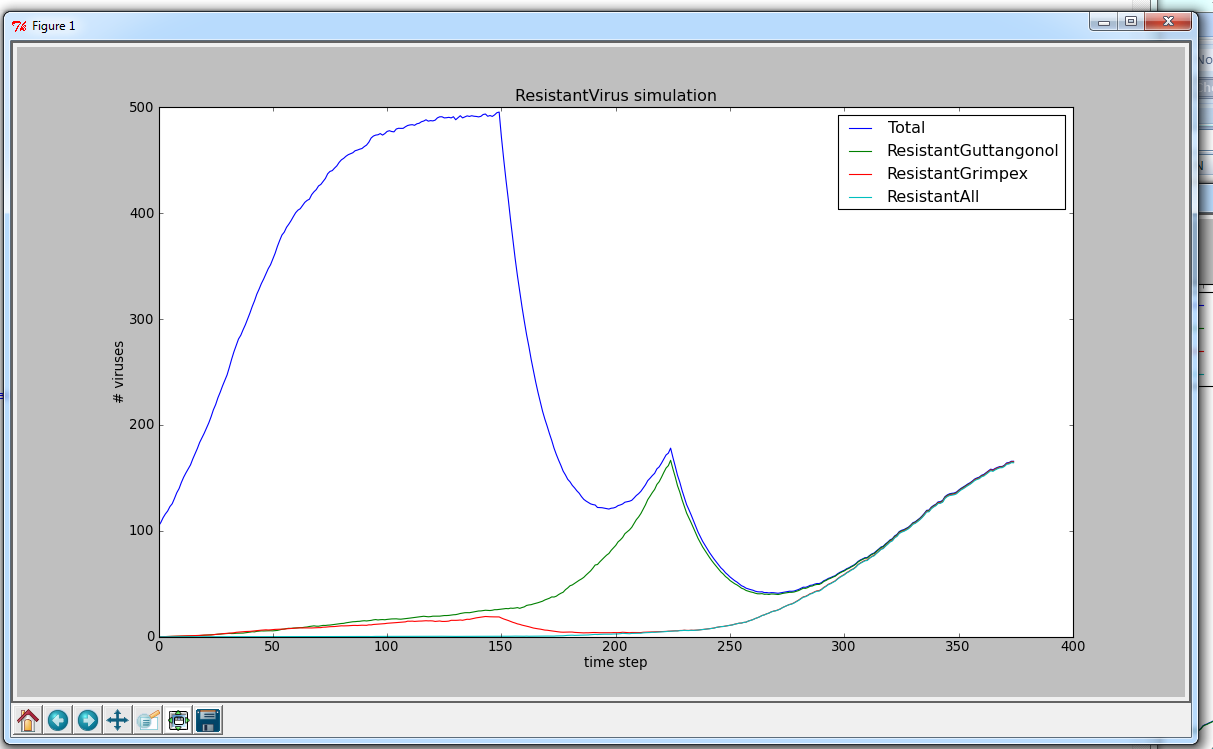 Figure 1
ResistantVirus simulation
Total
ResistantGuttangonol
ResistantGrimpex
ResistantAll
500
400
300
200
100
0
# viruses
0 50 100 150 200 250 300 350 400
time step